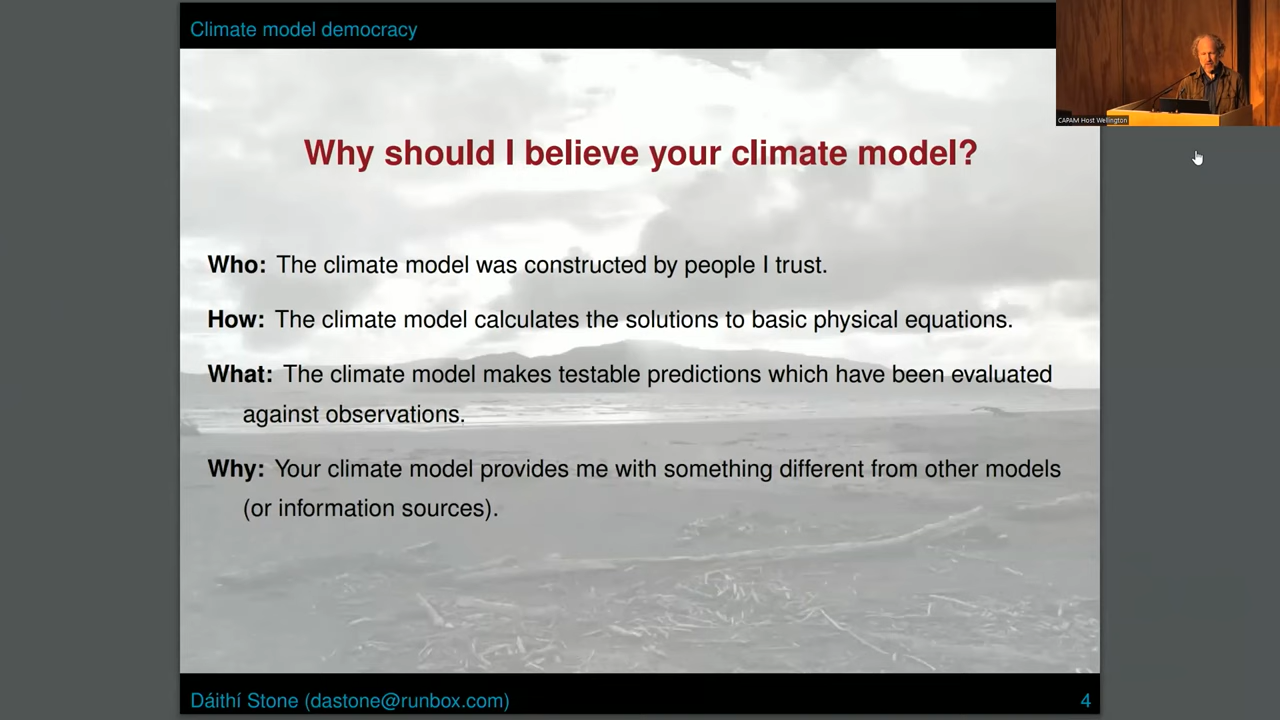 Climate model democracy
CAPAM Host Wellington
Why should I believe your climate model?
Who: The climate model was constructed by people I trust.
How: The climate model calculates the solutions to basic physical equations.
What: The climate model makes testable predictions which have been evaluated
against observations.
Why: Your climate model provides me with something different from other models
(or information sources).
Dáithí Stone (dastone@runbox.com)
4